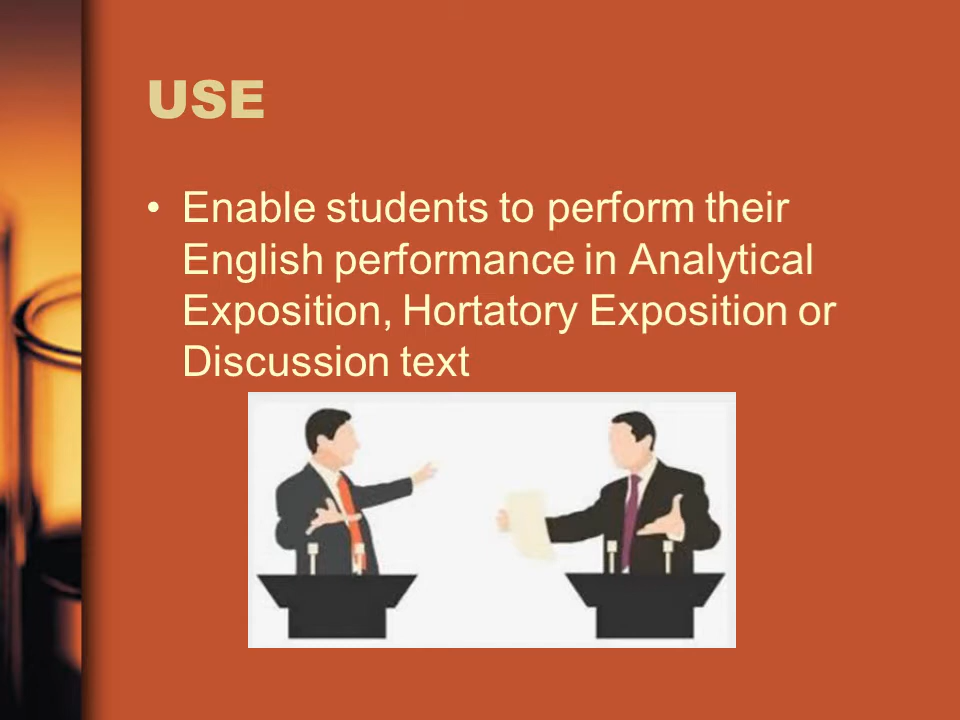 USE
• Enable students to perform their
English performance in Analytical
Exposition, Hortatory Exposition or
Discussion text